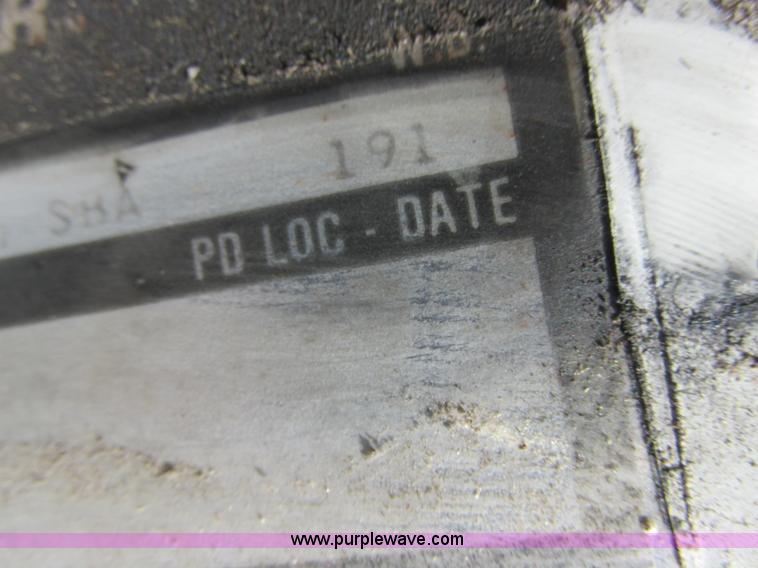 R
W.B.
SBA 191
PD LOC - DATE
www.purplewave.com